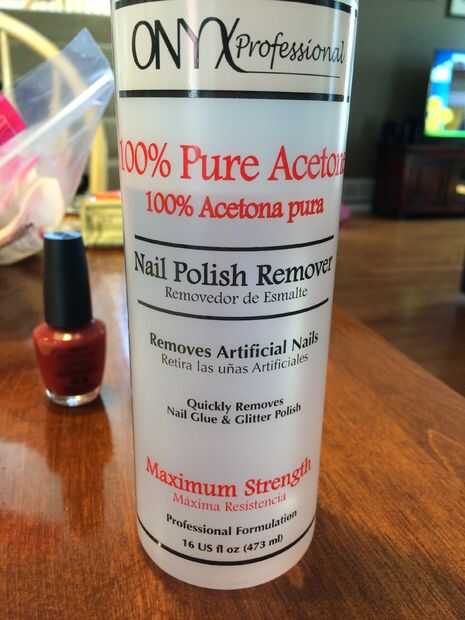 ONYX Professional
100% Pure Acetone
100% Acetona pura
Nail Polish Remover
Removedor de Esmalte
Removes Artificial Nails
Retira las uñas Artificiales
Quickly Removes
Nail Glue & Glitter Polish
Maximum Strength
Máxima Resistencia
Professional Formulation
16 US fl oz (473 ml)